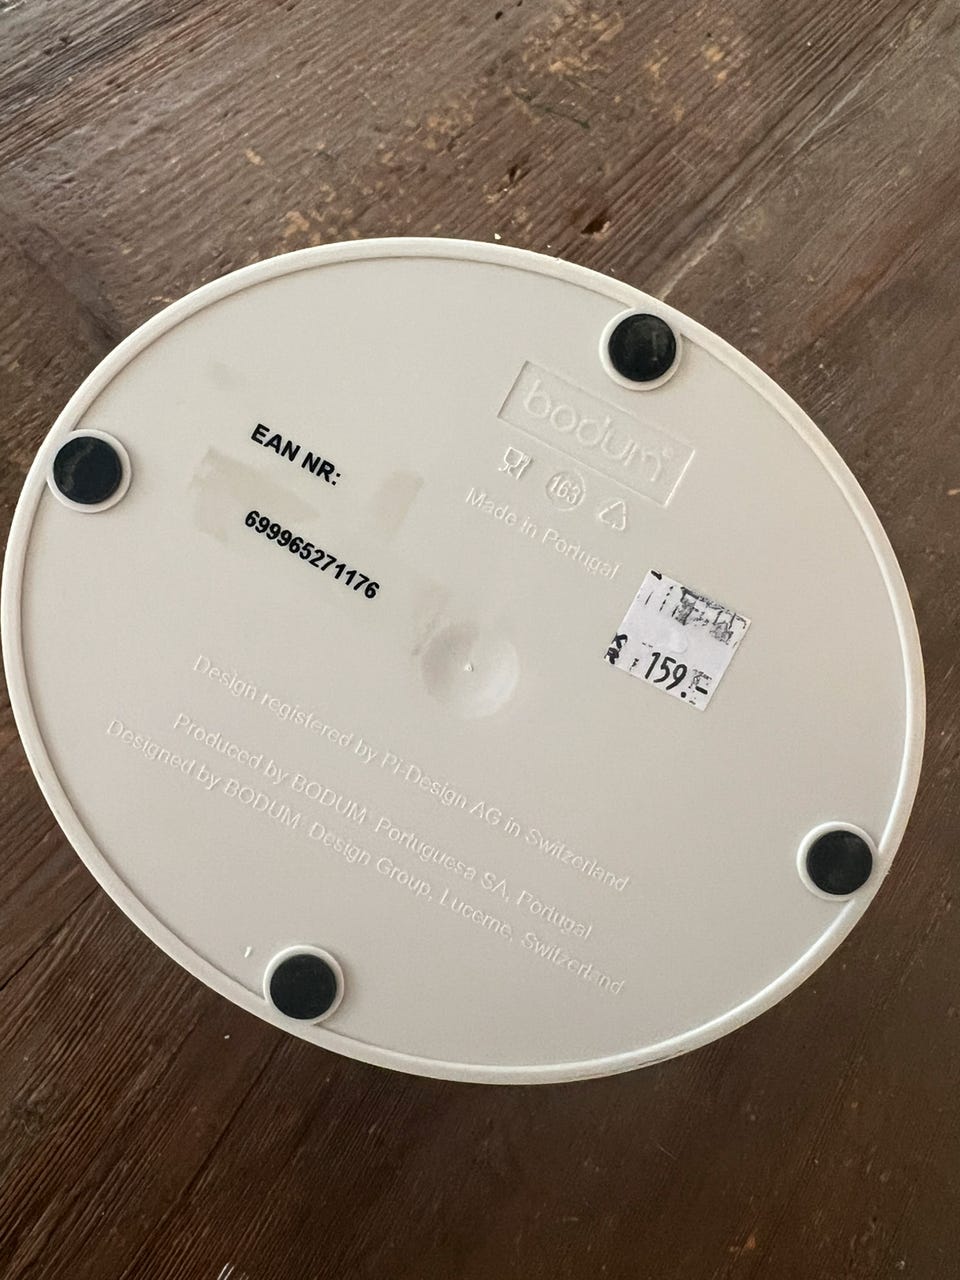 bodum®
163
Made in Portugal
EAN NR:
699965271176
KR 159.-
Design registered by Pi-Design AG in Switzerland
Produced by BODUM Portuguesa SA, Portugal
Designed by BODUM Design Group, Lucerne, Switzerland